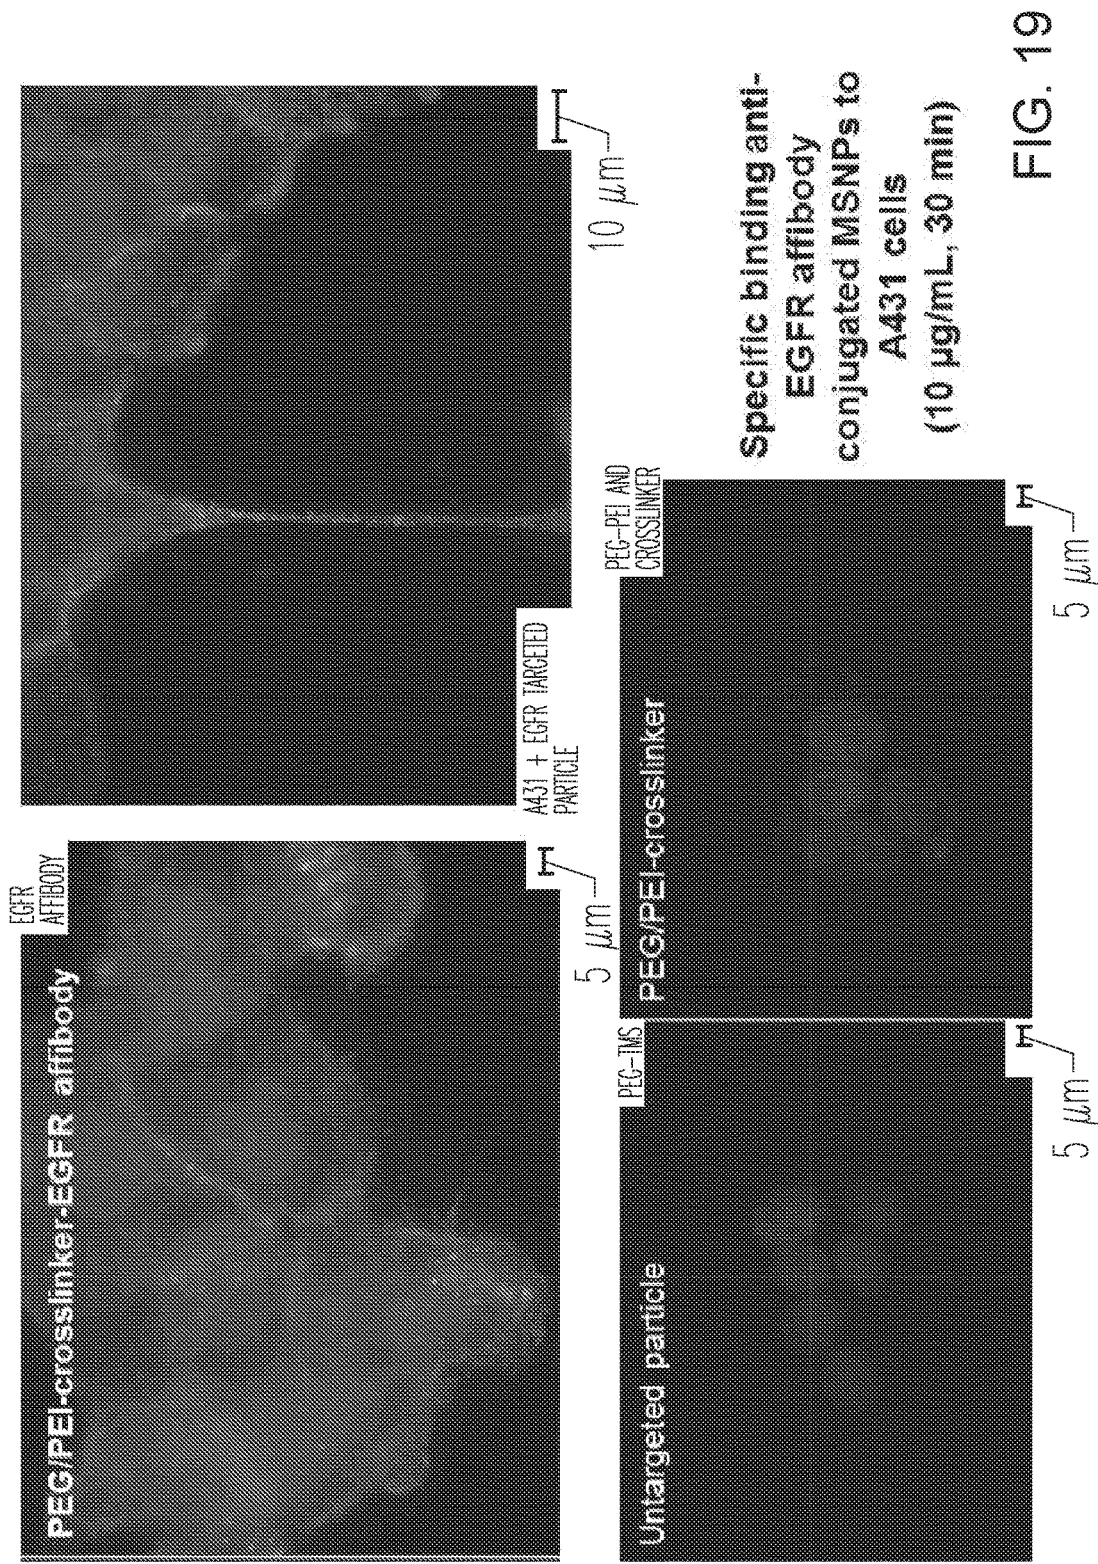 EGFR
AFFIBODY
PEG/PEI-crosslinker-EGFR affibody
5 μm
A431 + EGFR TARGETED
PARTICLE
10 μm
PEG-TMS
Untargeted particle
5 μm
PEG-PEI AND
CROSSLINKER
PEG/PEI-crosslinker
5 μm
Specific binding anti-
EGFR affibody
conjugated MSNPs to
A431 cells
(10 μg/mL, 30 min)
FIG. 19